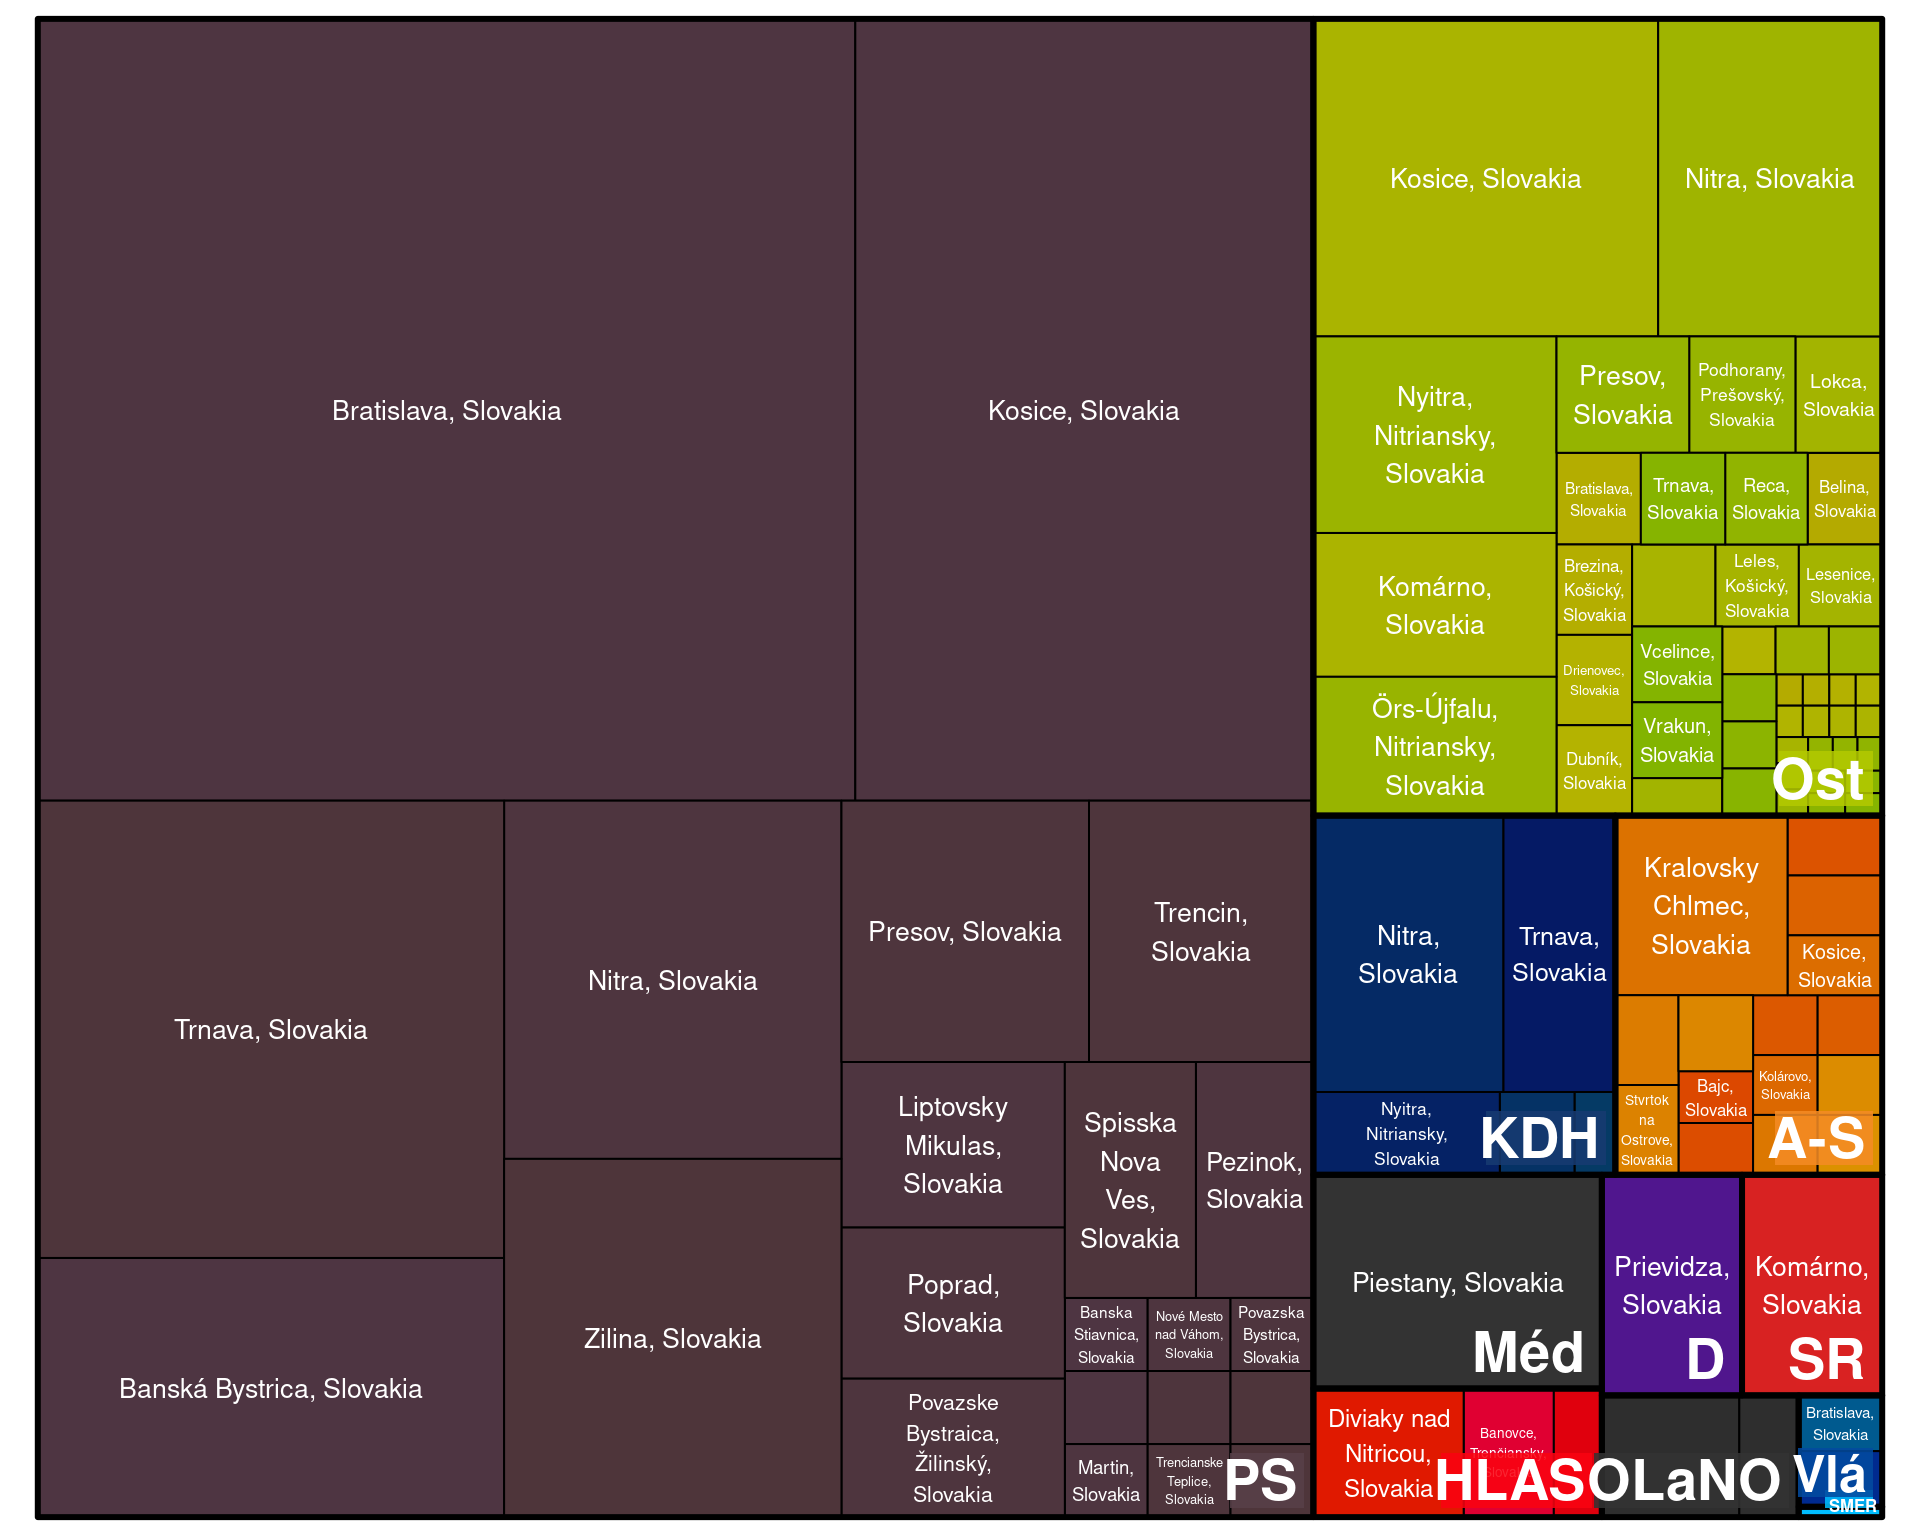 Bratislava, Slovakia
Kosice, Slovakia
Trnava, Slovakia
Banská Bystrica, Slovakia
Nitra, Slovakia
Zilina, Slovakia
Presov, Slovakia
Trencin,
Slovakia
Liptovsky
Mikulas,
Slovakia
Poprad,
Slovakia
Povazske
Bystraica,
Žilinský,
Slovakia
Spisska
Nova
Ves,
Slovakia
Pezinok,
Slovakia
Banska
Stiavnica,
Slovakia
Nové Mesto
nad Váhom,
Slovakia
Povazska
Bystrica,
Slovakia
Martin,
Slovakia
Trencianske
Teplice,
Slovakia
PS
Kosice, Slovakia
Nitra, Slovakia
Nyitra,
Nitriansky,
Slovakia
Komárno,
Slovakia
Örs-Újfalu,
Nitriansky,
Slovakia
Presov,
Slovakia
Podhorany,
Prešovský,
Slovakia
Lokca,
Slovakia
Bratislava,
Slovakia
Trnava,
Slovakia
Reca,
Slovakia
Belina,
Slovakia
Brezina,
Košický,
Slovakia
Leles,
Košický,
Slovakia
Lesenice,
Slovakia
Drienovec,
Slovakia
Vcelince,
Slovakia
Vrakun,
Slovakia
Dubník,
Slovakia
Ost
Nitra,
Slovakia
Trnava,
Slovakia
Nyitra,
Nitriansky,
Slovakia
KDH
Kralovsky
Chlmec,
Slovakia
Kosice,
Slovakia
Stvrtok
na
Ostrove,
Slovakia
Bajc,
Slovakia
Kolárovo,
Slovakia
A-S
Piestany, Slovakia
Méd
Prievidza,
Slovakia
D
Komárno,
Slovakia
SR
Diviaky nad
Nitricou,
Slovakia
Banovce,
Trenčiansky,
Slovakia
HLAS
OLaNO
Bratislava,
Slovakia
Vlá
SMER